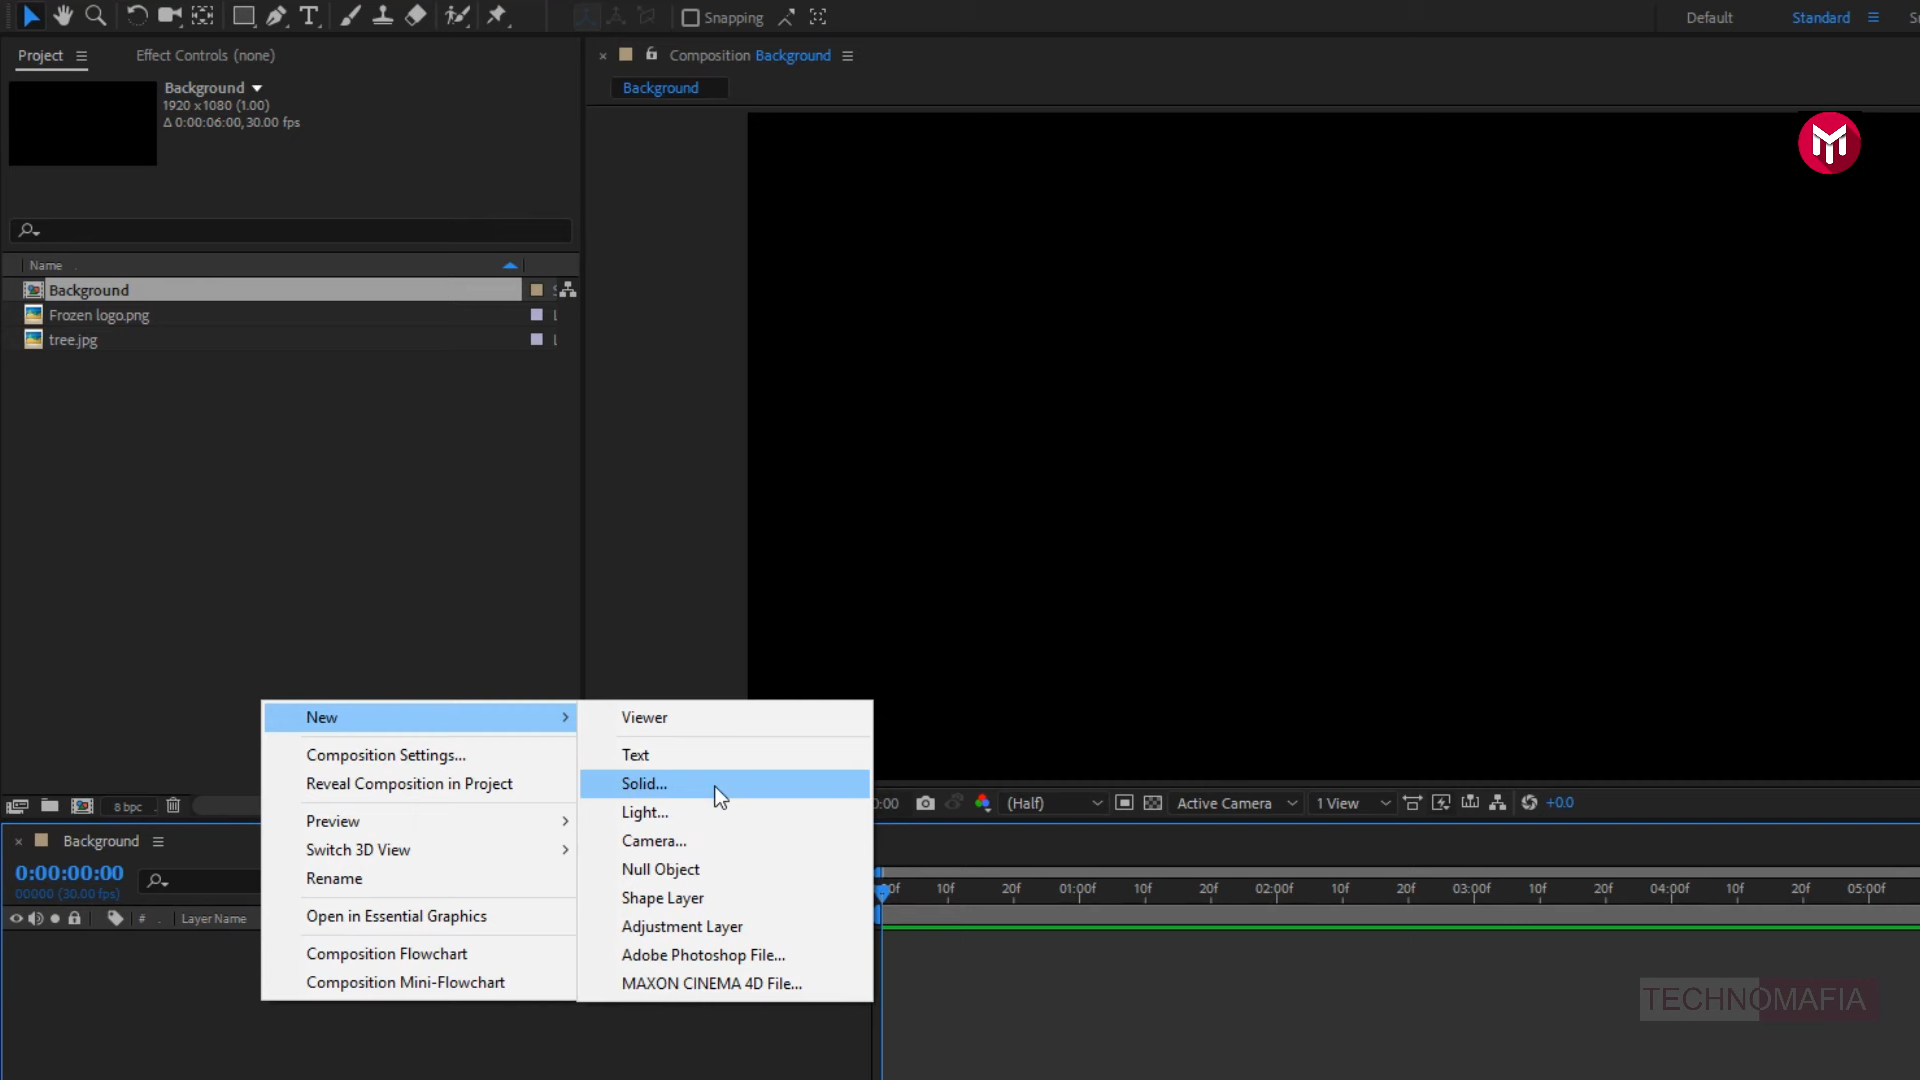 Snapping
Default
Standard
Project
Effect Controls (none)
Composition Background
Background
Background
1920 x1080 (1.00)
Δ 0:00:06:00, 30.00 fps
Name
Background
Frozen logo.png
tree.jpg
New
Viewer
Composition Settings...
Text
Reveal Composition in Project
Solid...
8 bpc
0:00
(Half)
Active Camera
1 View
+0.0
Light...
Preview
Background
Camera...
Switch 3D View
0:00:00:00
Null Object
00000 (30.00 fps)
Rename
10f
20f
01:00f
10f
20f
02:00f
10f
20f
03:00f
10f
20f
04:00f
10f
20f
05:00f
Shape Layer
# Layer Name
Open in Essential Graphics
Adjustment Layer
Composition Flowchart
Adobe Photoshop File...
Composition Mini-Flowchart
MAXON CINEMA 4D File...
TECHNOMAFIA